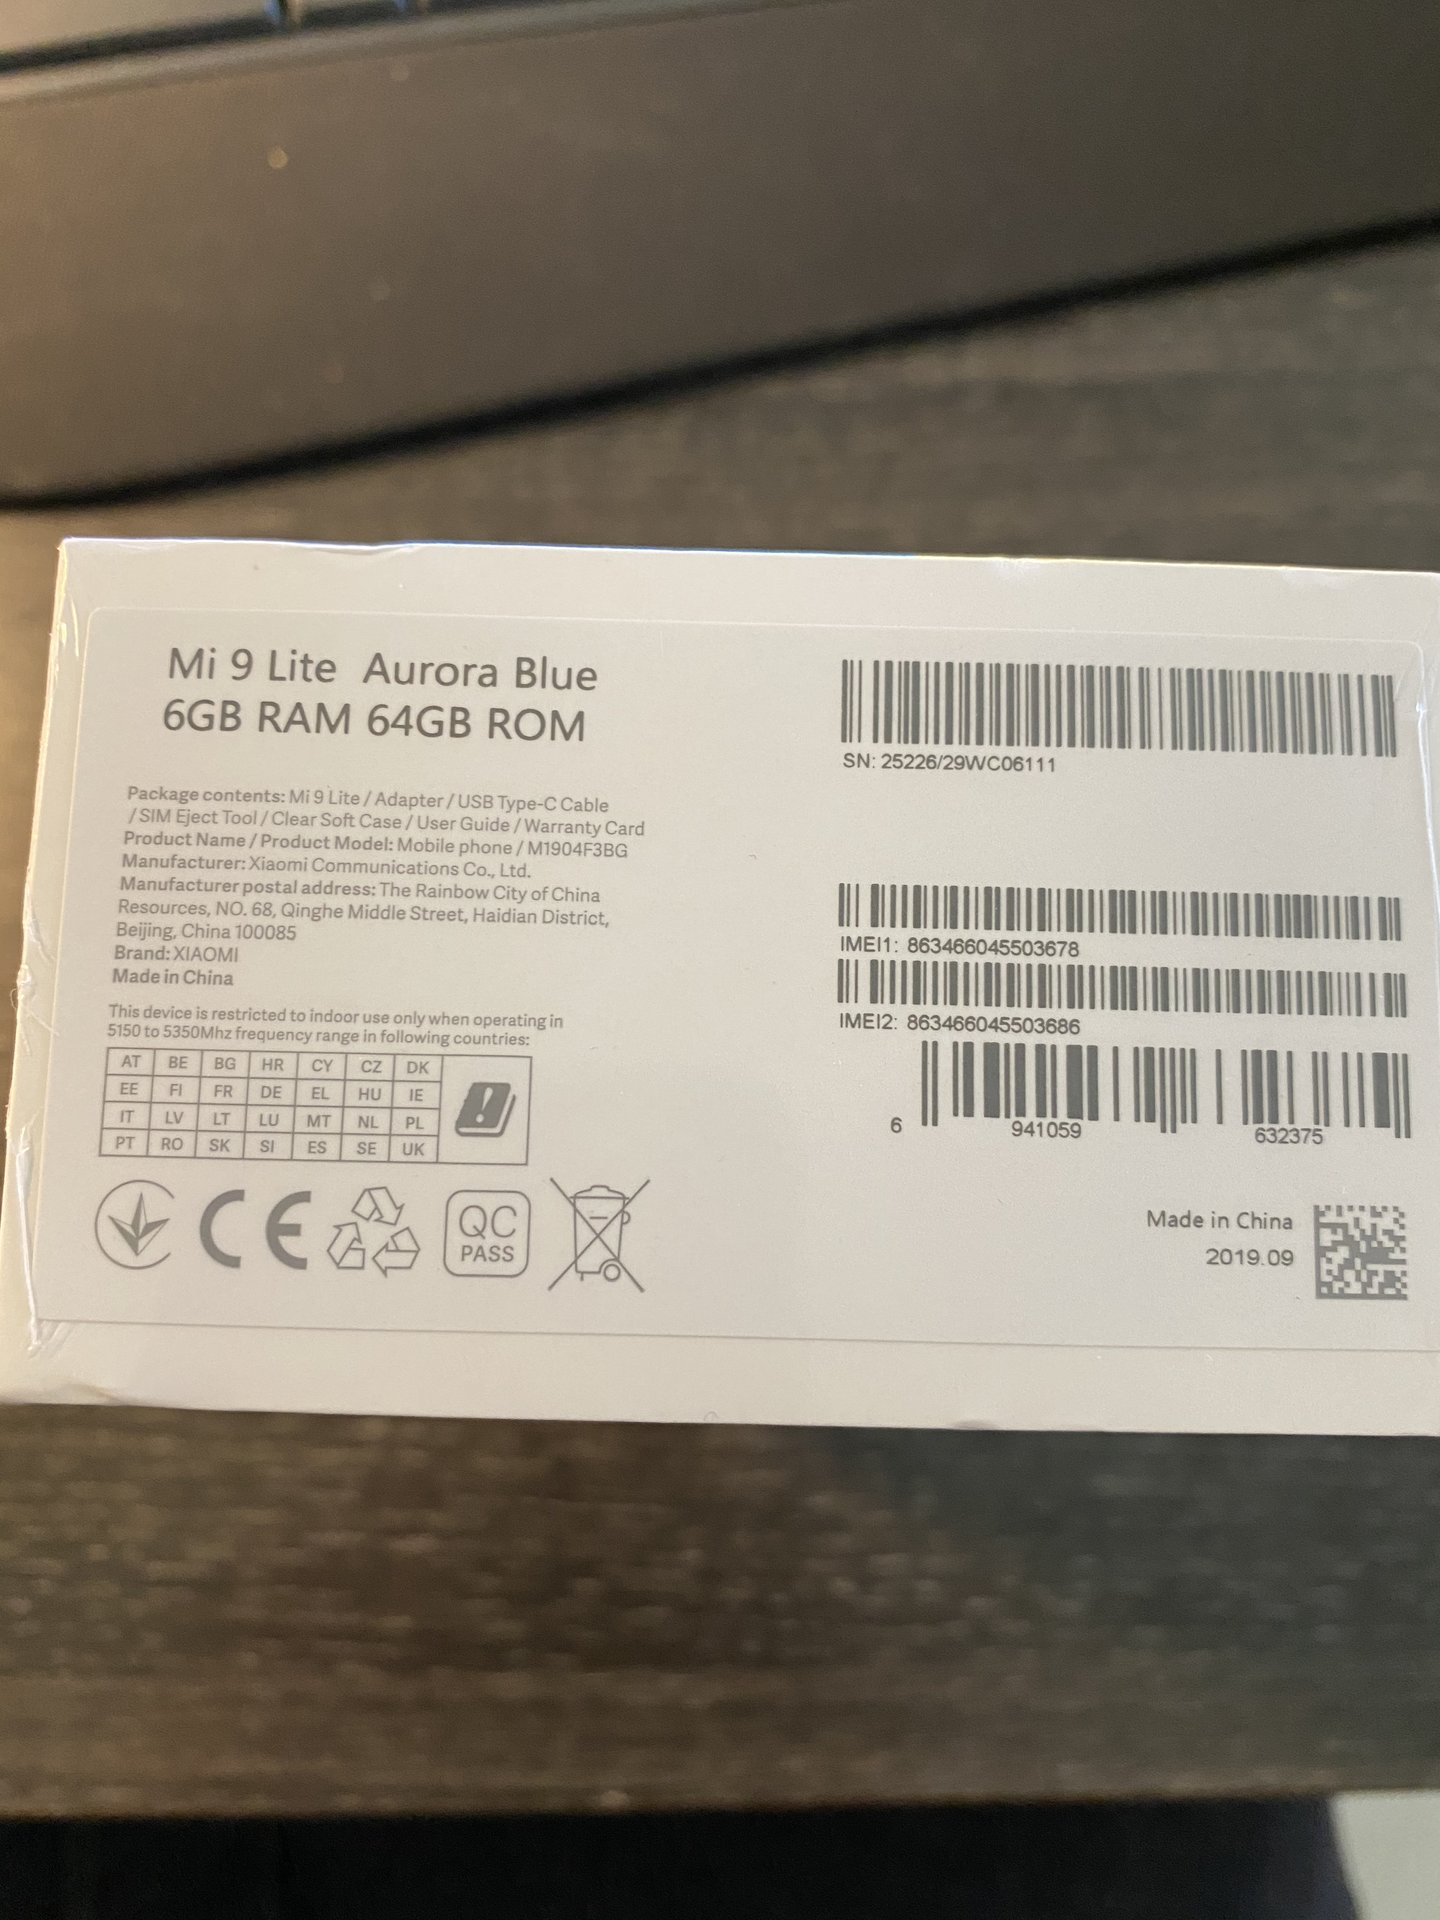 Mi 9 Lite  Aurora Blue
6GB RAM 64GB ROM
Package contents: Mi 9 Lite / Adapter / USB Type-C Cable
/ SIM Eject Tool / Clear Soft Case / User Guide / Warranty Card
Product Name / Product Model: Mobile phone / M1904F3BG
Manufacturer: Xiaomi Communications Co., Ltd.
Manufacturer postal address: The Rainbow City of China
Resources, NO. 68, Qinghe Middle Street, Haidian District,
Beijing, China 100085
Brand: XIAOMI
Made in China
This device is restricted to indoor use only when operating in
5150 to 5350Mhz frequency range in following countries:
AT BE BG HR CY CZ DK
EE FI FR DE EL HU IE
IT LV LT LU MT NL PL
PT RO SK SI ES SE UK
CE
QC
PASS
SN: 25226/29WC06111
IMEI1: 863466045503678
IMEI2: 863466045503686
6 941059 632375
Made in China
2019.09